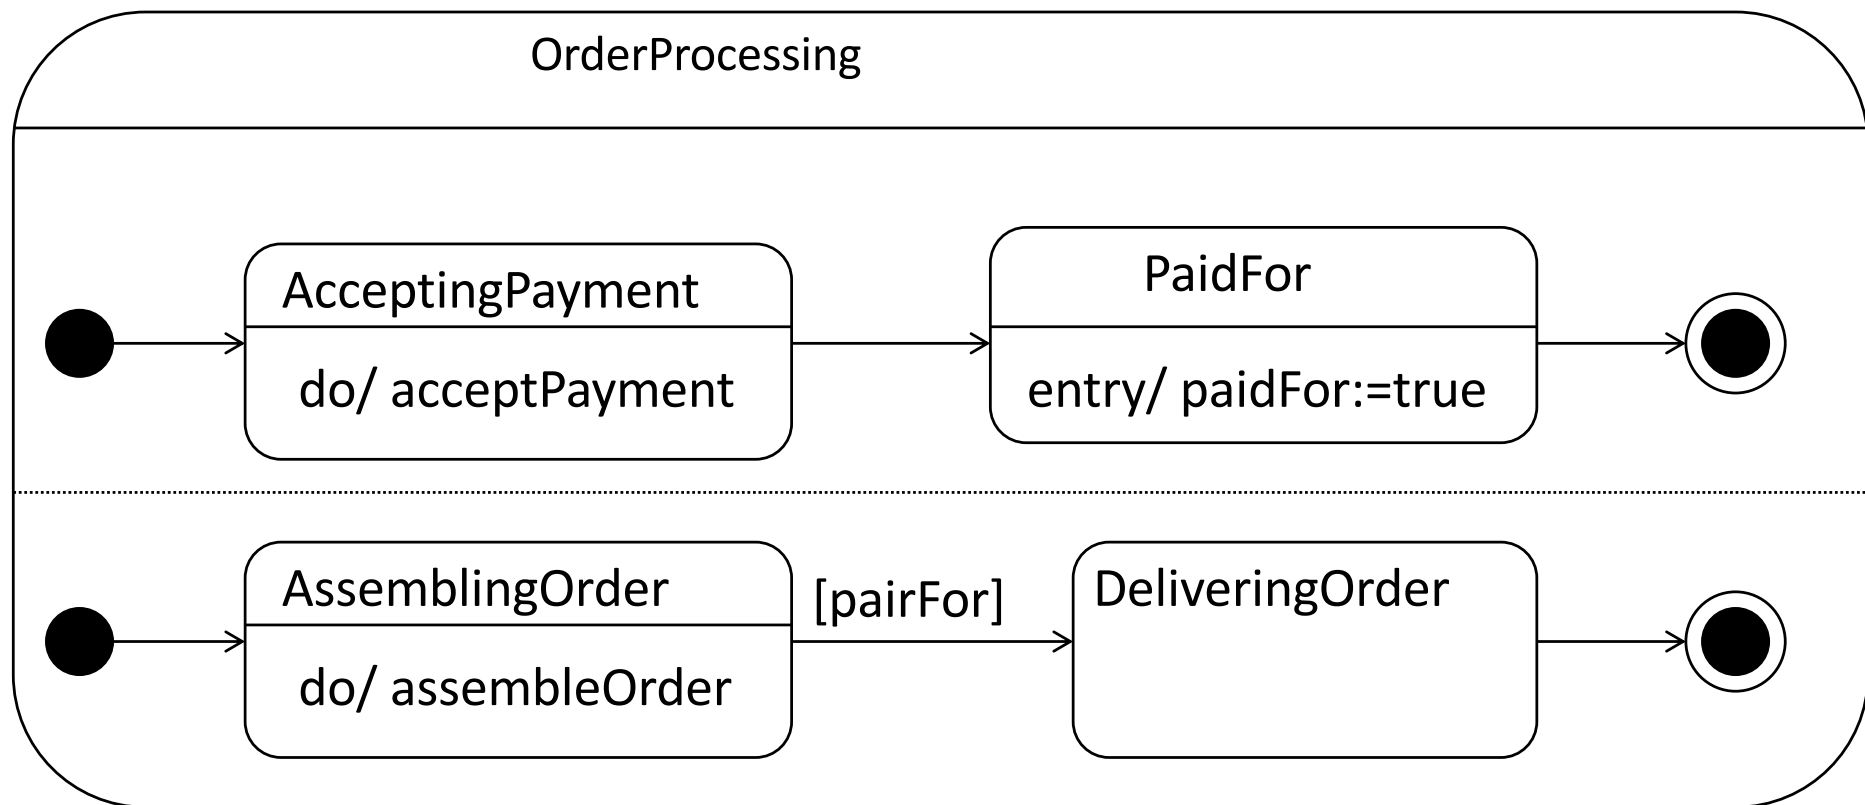 OrderProcessing
AcceptingPayment
do/ acceptPayment
PaidFor
entry/ paidFor:=true
AssemblingOrder
do/ assembleOrder
[pairFor]
DeliveringOrder